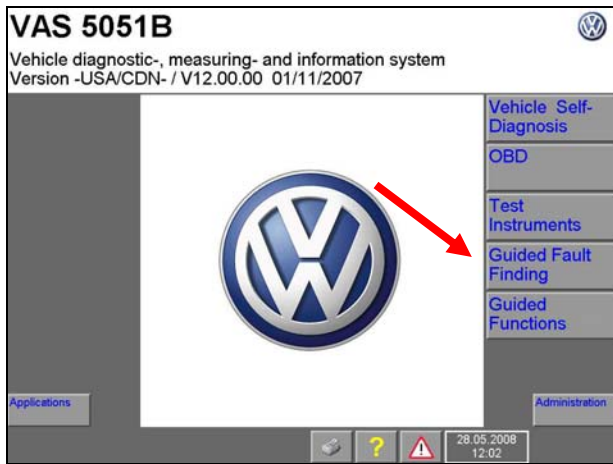 VAS 5051B
Vehicle diagnostic-, measuring- and information system
Version -USA/CDN- / V12.00.00 01/11/2007
Vehicle Self-
Diagnosis
OBD
Test
Instruments
Guided Fault
Finding
Guided
Functions
Applications
Administration
?
28.05.2008
12:02